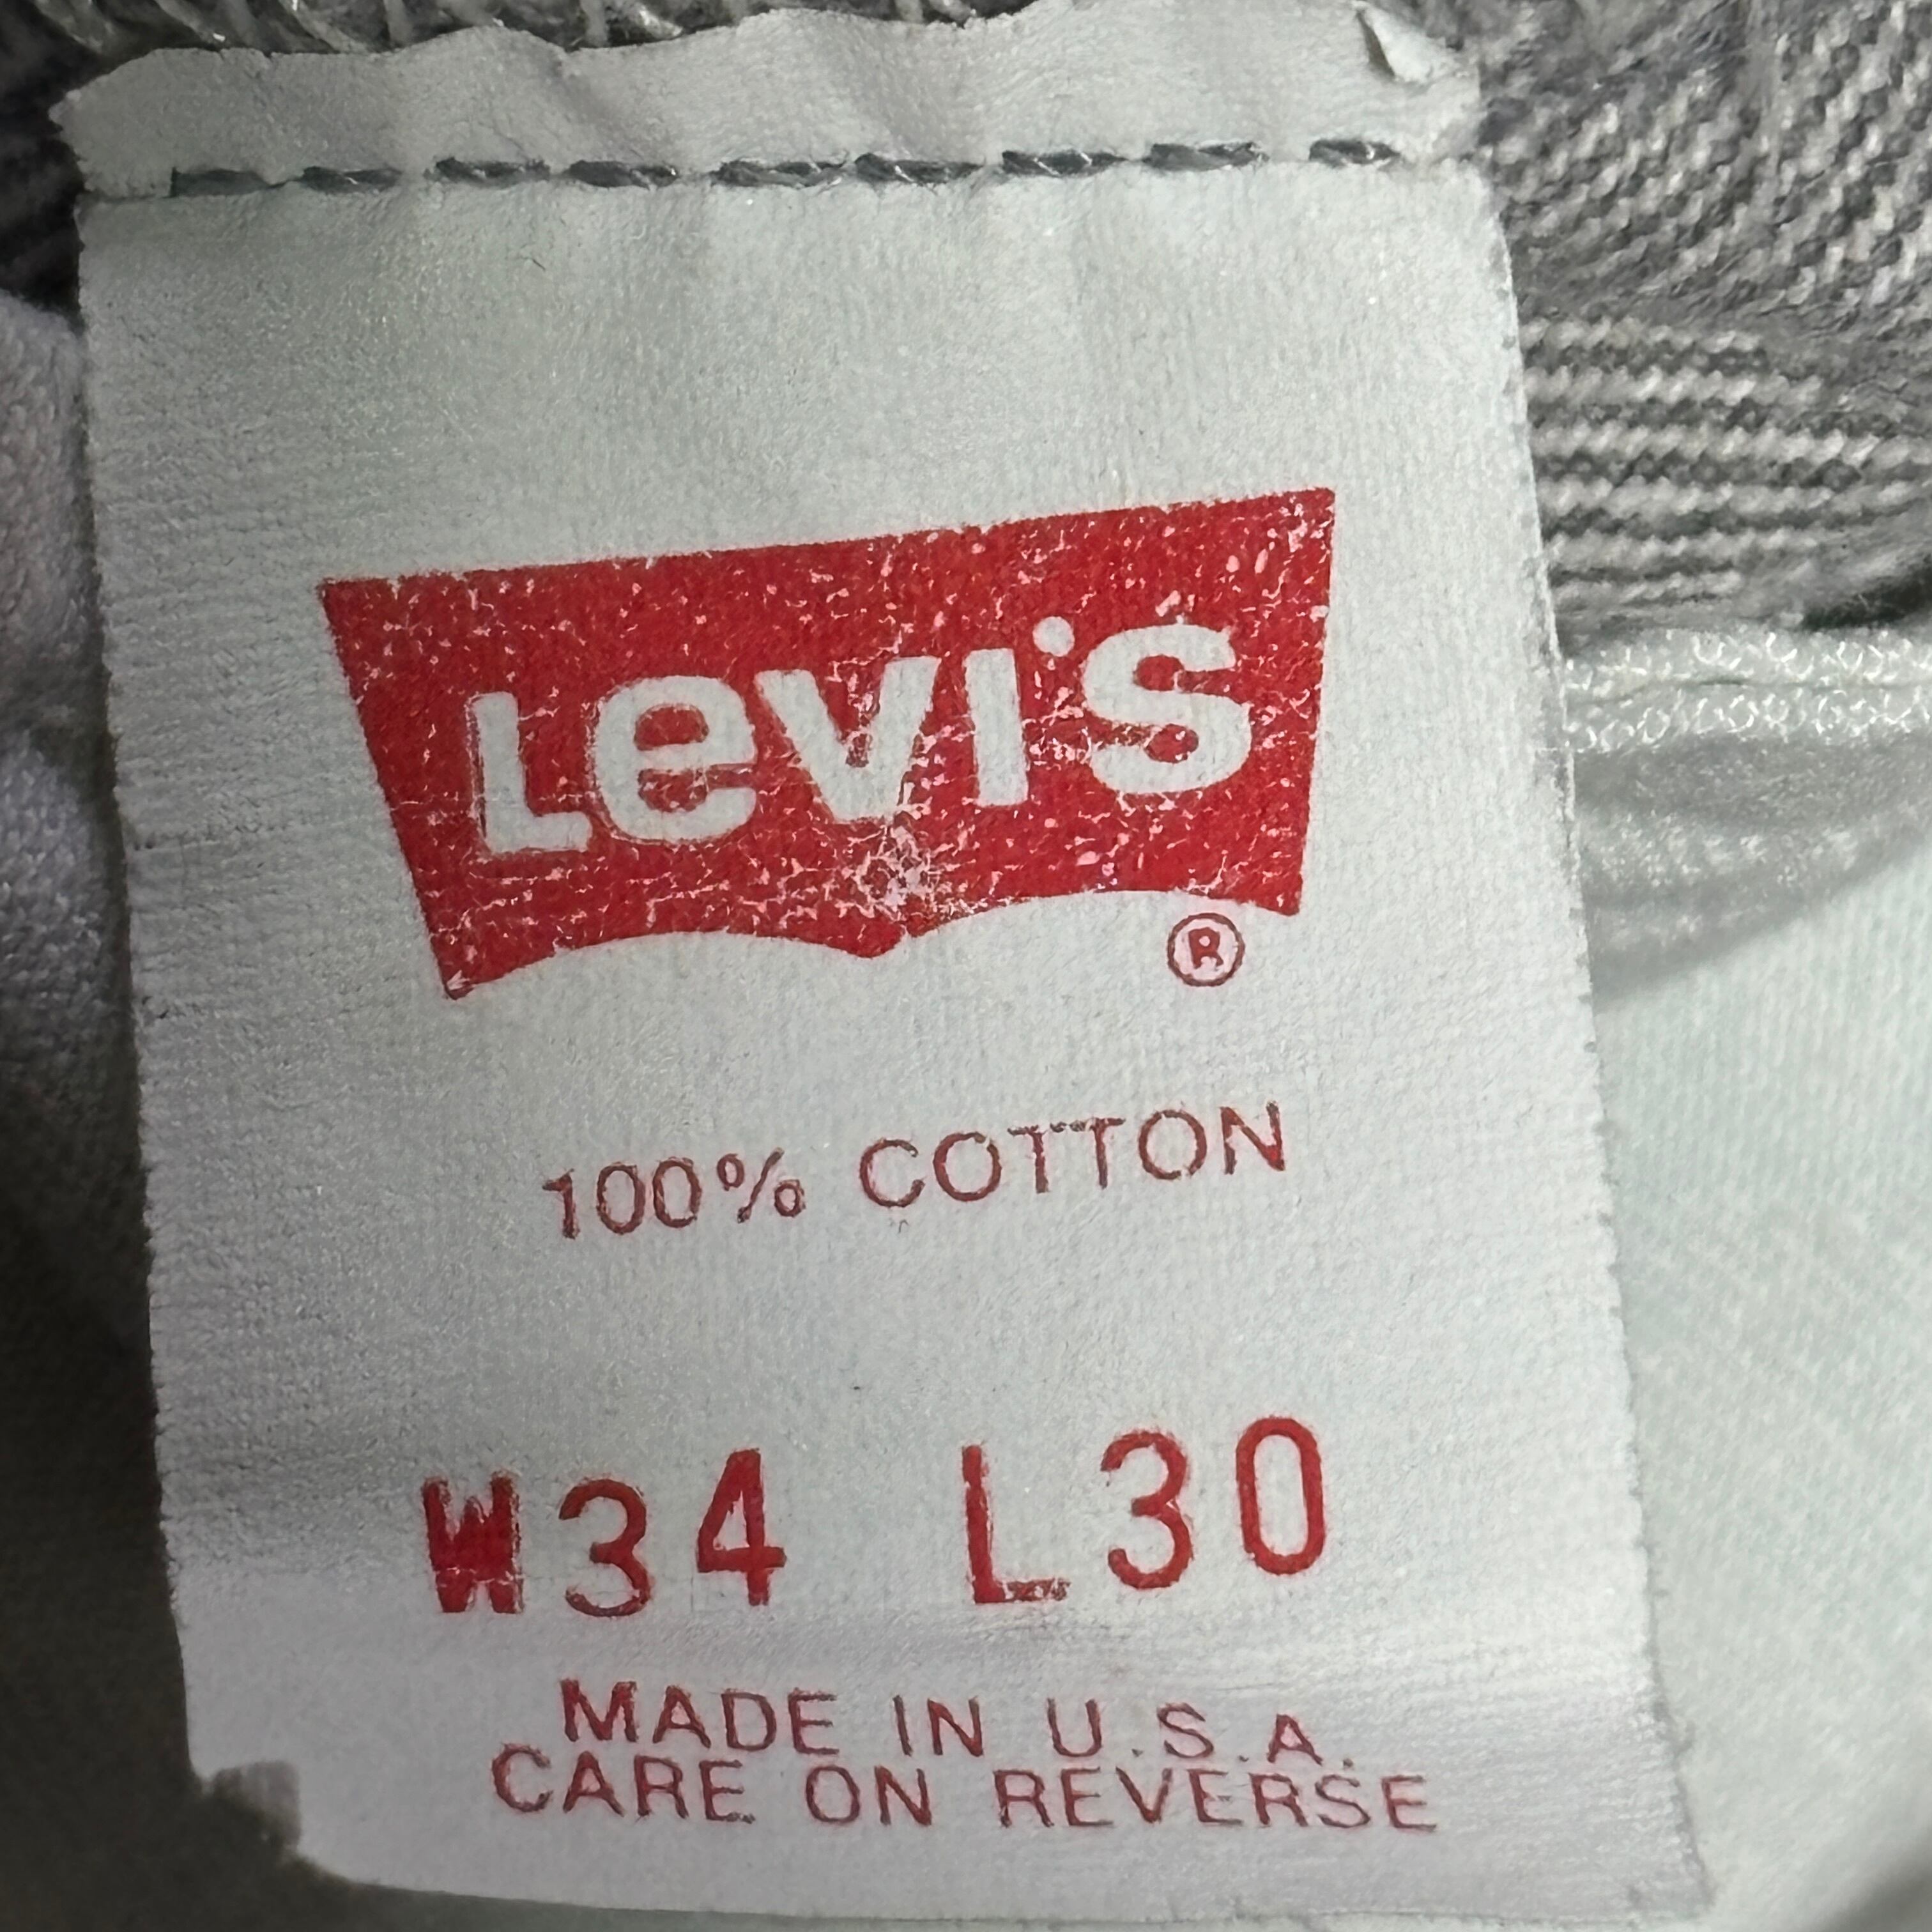 Levi's
®
100% COTTON
W34 L30
MADE IN U.S.A.
CARE ON REVERSE